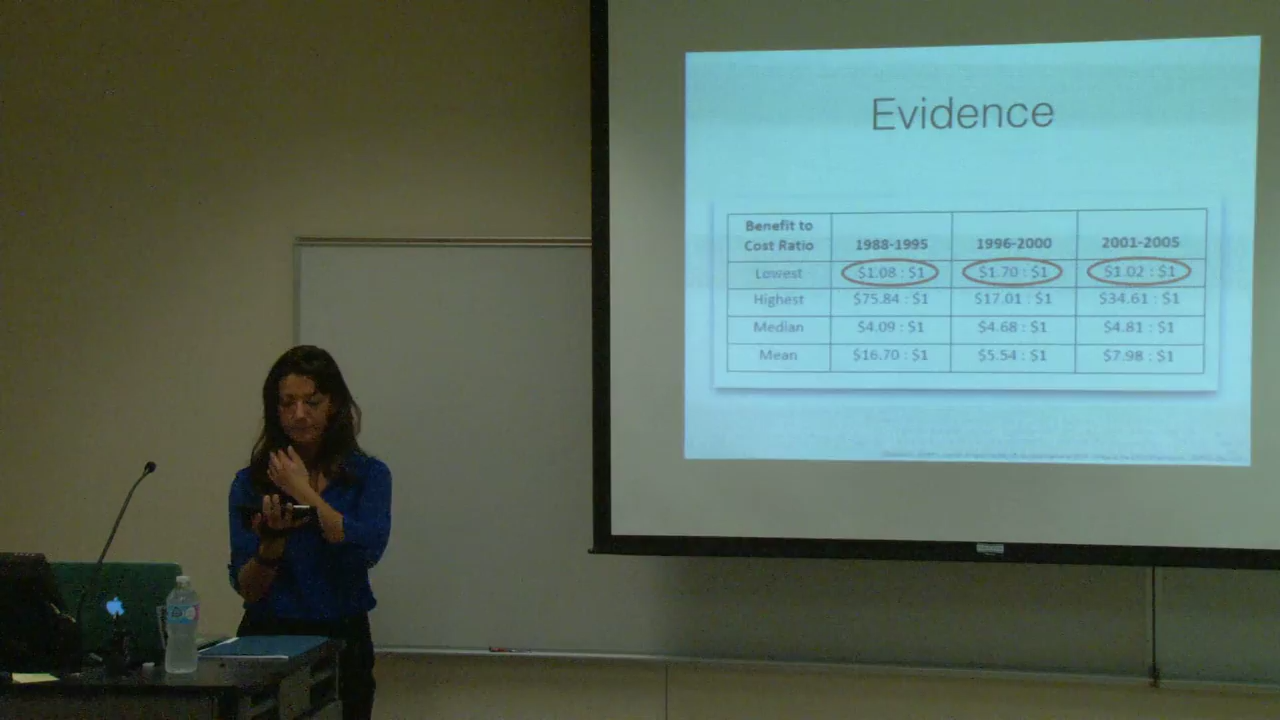 Evidence
Benefit to
Cost Ratio 1988-1995 1996-2000 2001-2005
Lowest $1.08 : $1 $1.70 : $1 $1.02 : $1
Highest $75.84 : $1 $17.01 : $1 $34.61 : $1
Median $4.09 : $1 $4.68 : $1 $4.81 : $1
Mean $16.70 : $1 $5.54 : $1 $7.98 : $1